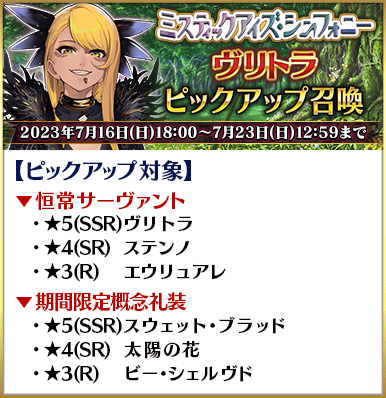 ミスティックアイズ・シンフォニー
ヴリトラ
ピックアップ召喚
2023年7月16日(日)18:00～7月23日(日)12:59まで
【ピックアップ対象】
▼恒常サーヴァント
・★5(SSR)ヴリトラ
・★4(SR) ステンノ
・★3(R) エウリュアレ
▼期間限定概念礼装
・★5(SSR)スウェット・ブラッド
・★4(SR) 太陽の花
・★3(R) ビー・シェルヴド